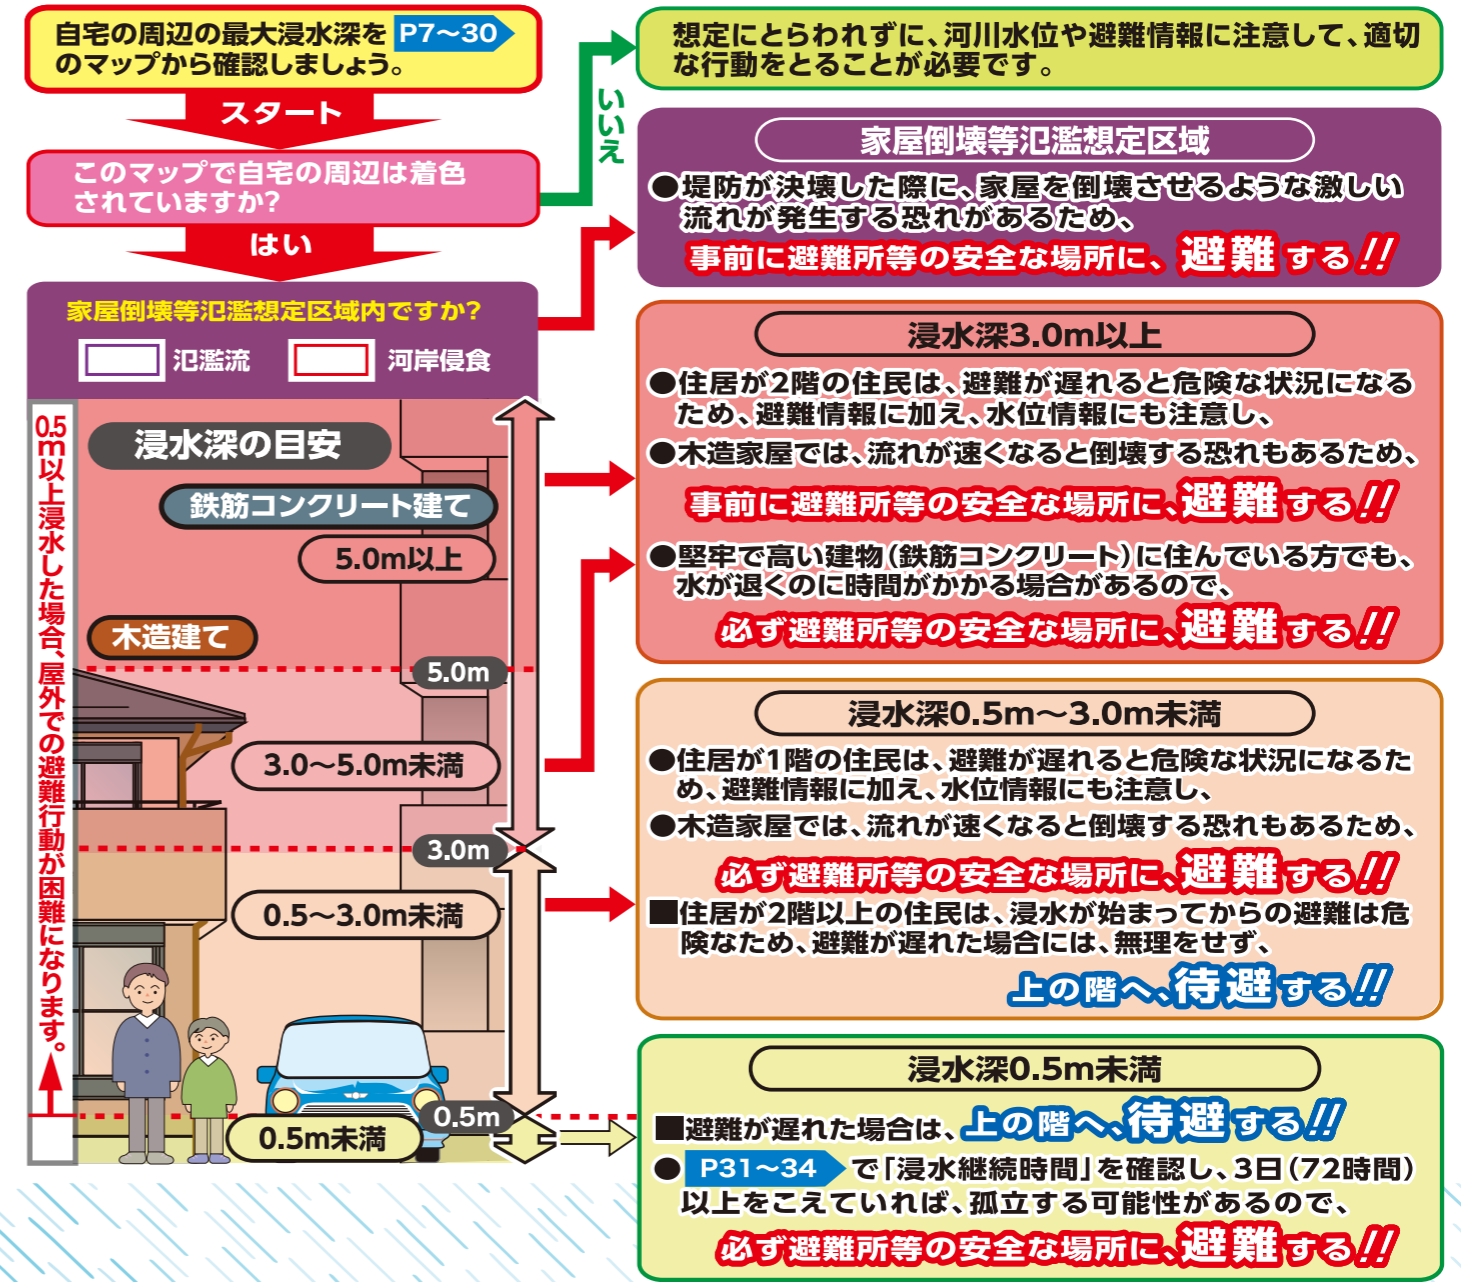 自宅の周辺の最大浸水深を P7〜30
のマップから確認しましょう。
スタート
このマップで自宅の周辺は着色
されていますか?
はい
いいえ
想定にとらわれずに、河川水位や避難情報に注意して、適切
な行動をとることが必要です。
家屋倒壊等氾濫想定区域内ですか?
氾濫流 河岸侵食
0.5m以上浸水した場合、屋外での避難行動が困難になります。
浸水深の目安
鉄筋コンクリート建て
5.0m以上
木造建て
5.0m
3.0〜5.0m未満
3.0m
0.5〜3.0m未満
0.5m
0.5m未満
家屋倒壊等氾濫想定区域
●堤防が決壊した際に、家屋を倒壊させるような激しい
流れが発生する恐れがあるため、
事前に避難所等の安全な場所に、避難する!!
浸水深3.0m以上
●住居が2階の住民は、避難が遅れると危険な状況になる
ため、避難情報に加え、水位情報にも注意し、
●木造家屋では、流れが速くなると倒壊する恐れもあるため、
事前に避難所等の安全な場所に、避難する!!
●堅牢で高い建物(鉄筋コンクリート)に住んでいる方でも、
水が退くのに時間がかかる場合があるので、
必ず避難所等の安全な場所に、避難する!!
浸水深0.5m〜3.0m未満
●住居が1階の住民は、避難が遅れると危険な状況になるた
め、避難情報に加え、水位情報にも注意し、
●木造家屋では、流れが速くなると倒壊する恐れもあるため、
必ず避難所等の安全な場所に、避難する!!
■住居が2階以上の住民は、浸水が始まってからの避難は危
険なため、避難が遅れた場合には、無理をせず、
上の階へ、待避する!!
浸水深0.5m未満
■避難が遅れた場合は、上の階へ、待避する!!
● P31〜34 で「浸水継続時間」を確認し、3日(72時間)
以上をこえていれば、孤立する可能性があるので、
必ず避難所等の安全な場所に、避難する!!